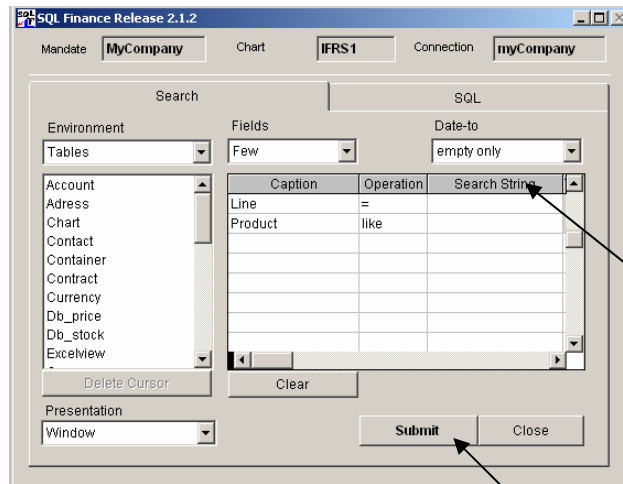 SQL Finance Release 2.1.2
Mandate MyCompany Chart IFRS1 Connection myCompany
Search SQL
Environment Fields Date-to
Tables Few empty only
Account
Adress
Chart
Contact
Container
Contract
Currency
Db_price
Db_stock
Excelview
Caption Operation Search String
Line =
Product like
Delete Cursor Clear
Presentation
Window Submit Close